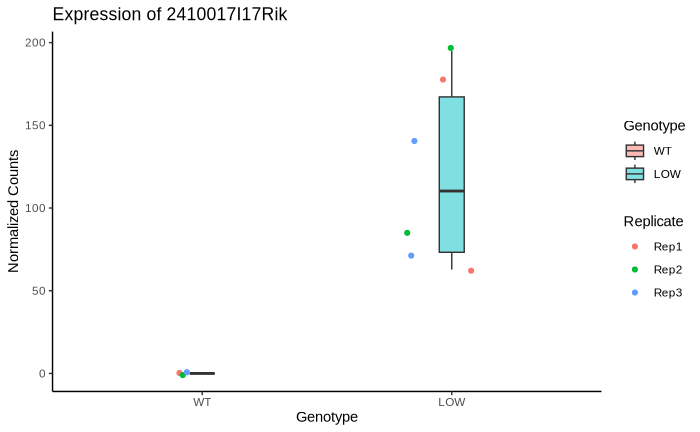 Expression of 2410017I17Rik
Normalized Counts
200
150
100
50
0
WT
LOW
Genotype
Genotype
WT
LOW
Replicate
Rep1
Rep2
Rep3